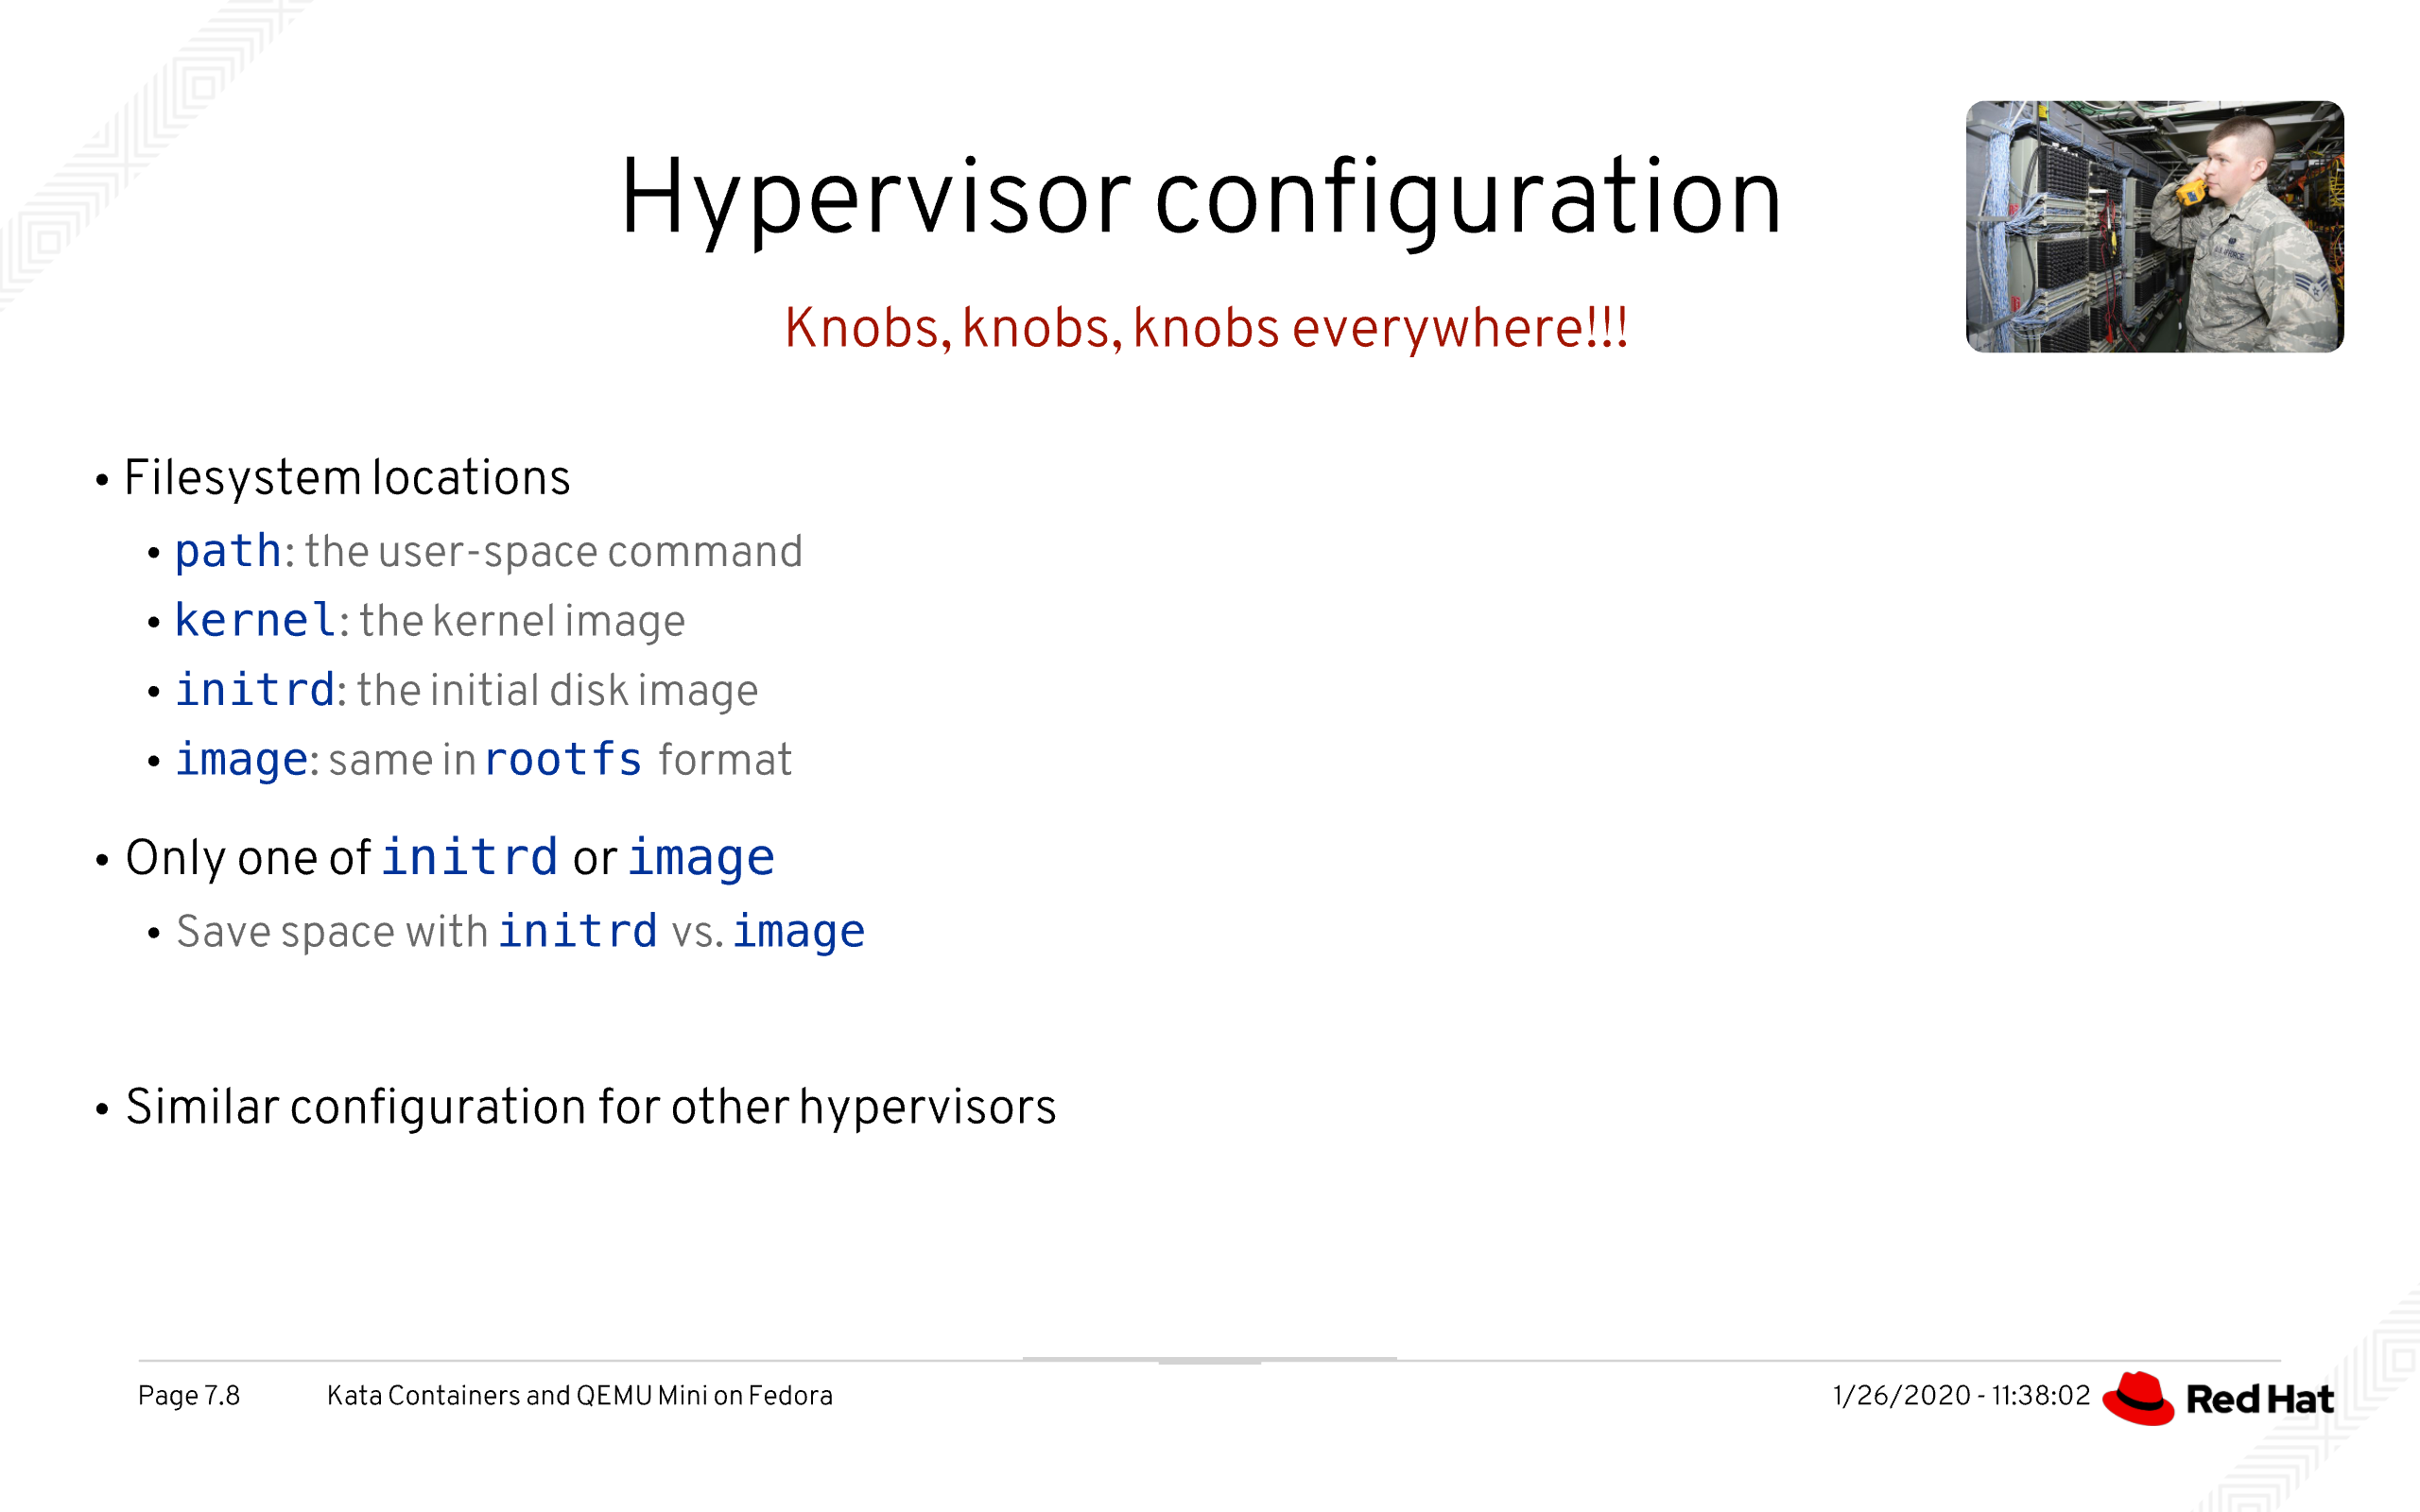 Hypervisor configuration
Knobs, knobs, knobs everywhere!!!
• Filesystem locations
• path: the user-space command
• kernel: the kernel image
• initrd: the initial disk image
• image: same in rootfs format
• Only one of initrd or image
• Save space with initrd vs. image
• Similar configuration for other hypervisors
Page 7.8 Kata Containers and QEMU Mini on Fedora 1/26/2020 - 11:38:02 Red Hat